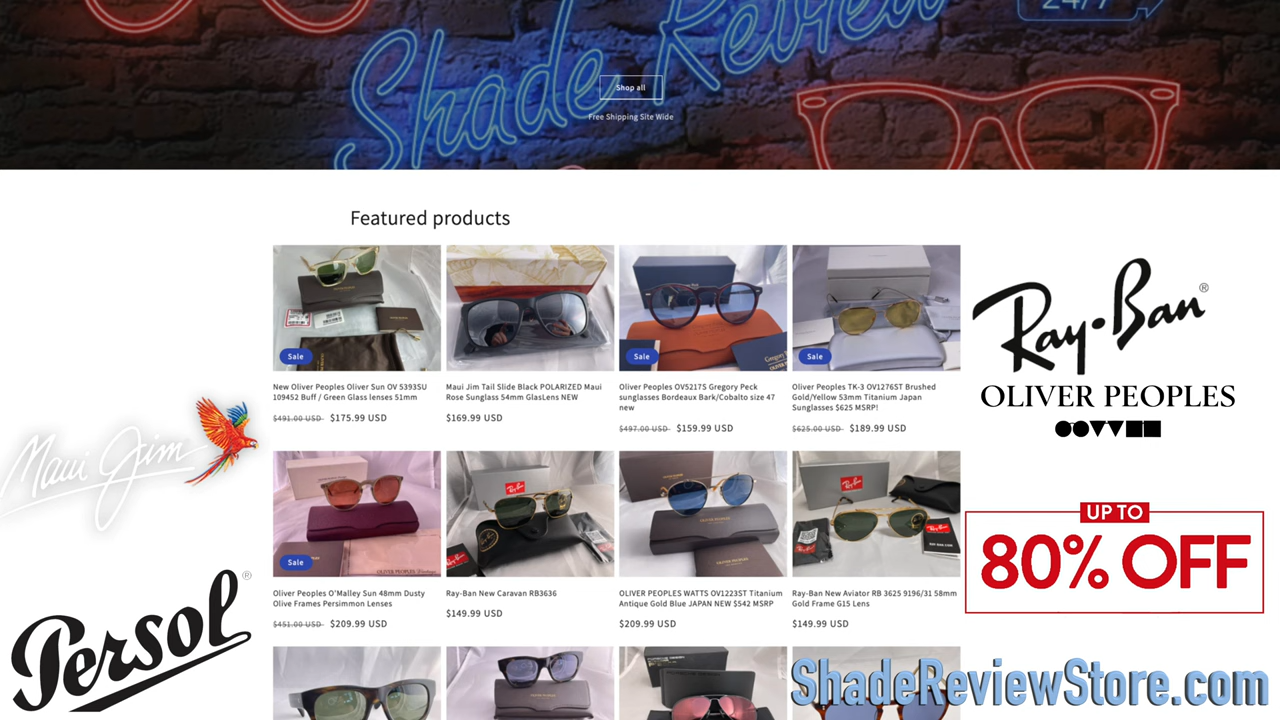 Shade Review
24/7
Shop all
Free Shipping Site Wide
Featured products
Sale
Sale
Sale
New Oliver Peoples Oliver Sun OV 5393SU
109452 Buff / Green Glass lenses 51mm
$491.00 USD $175.99 USD
Maui Jim Tail Slide Black POLARIZED Maui
Rose Sunglass 54mm GlasLens NEW
$169.99 USD
Oliver Peoples OV5217S Gregory Peck
sunglasses Bordeaux Bark/Cobalto size 47
new
$497.00 USD $159.99 USD
Oliver Peoples TK-3 OV1276ST Brushed
Gold/Yellow 53mm Titanium Japan
Sunglasses $625 MSRP!
$625.00 USD $189.99 USD
Ray-Ban
Ray-Ban
Ray-Ban
Sale
Oliver Peoples O'Malley Sun 48mm Dusty
Olive Frames Persimmon Lenses
$451.00 USD $209.99 USD
Ray-Ban New Caravan RB3636
$149.99 USD
OLIVER PEOPLES WATTS OV1223ST Titanium
Antique Gold Blue JAPAN NEW $542 MSRP
$209.99 USD
Ray-Ban New Aviator RB 3625 9196/31 58mm
Gold Frame G15 Lens
$149.99 USD
Maui Jim
Persol®
Ray-Ban®
OLIVER PEOPLES
UP TO
80% OFF
ShadeReviewStore.com